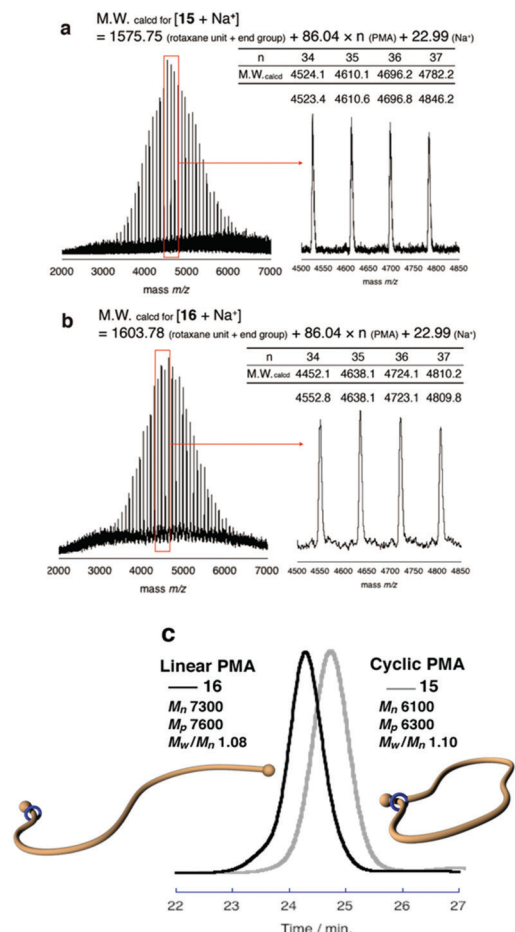 a
M.W. calcd for [15 + Na⁺]
= 1575.75 (rotaxane unit + end group) + 86.04 × n (PMA) + 22.99 (Na⁺)
n 34 35 36 37
M.W.calcd 4524.1 4610.1 4696.2 4782.2
4523.4 4610.6 4696.8 4846.2
2000 3000 4000 5000 6000 7000
mass m/z
4500 4550 4600 4650 4700 4750 4800 4850
mass m/z
b
M.W. calcd for [16 + Na⁺]
= 1603.78 (rotaxane unit + end group) + 86.04 × n (PMA) + 22.99 (Na⁺)
n 34 35 36 37
M.W.calcd 4452.1 4638.1 4724.1 4810.2
4552.8 4638.1 4723.1 4809.8
2000 3000 4000 5000 6000 7000
mass m/z
4500 4550 4600 4650 4700 4750 4800 4850
mass m/z
c
Linear PMA
16
Mn 7300
Mp 7600
Mw/Mn 1.08
Cyclic PMA
15
Mn 6100
Mp 6300
Mw/Mn 1.10
22 23 24 25 26 27
Time / min.